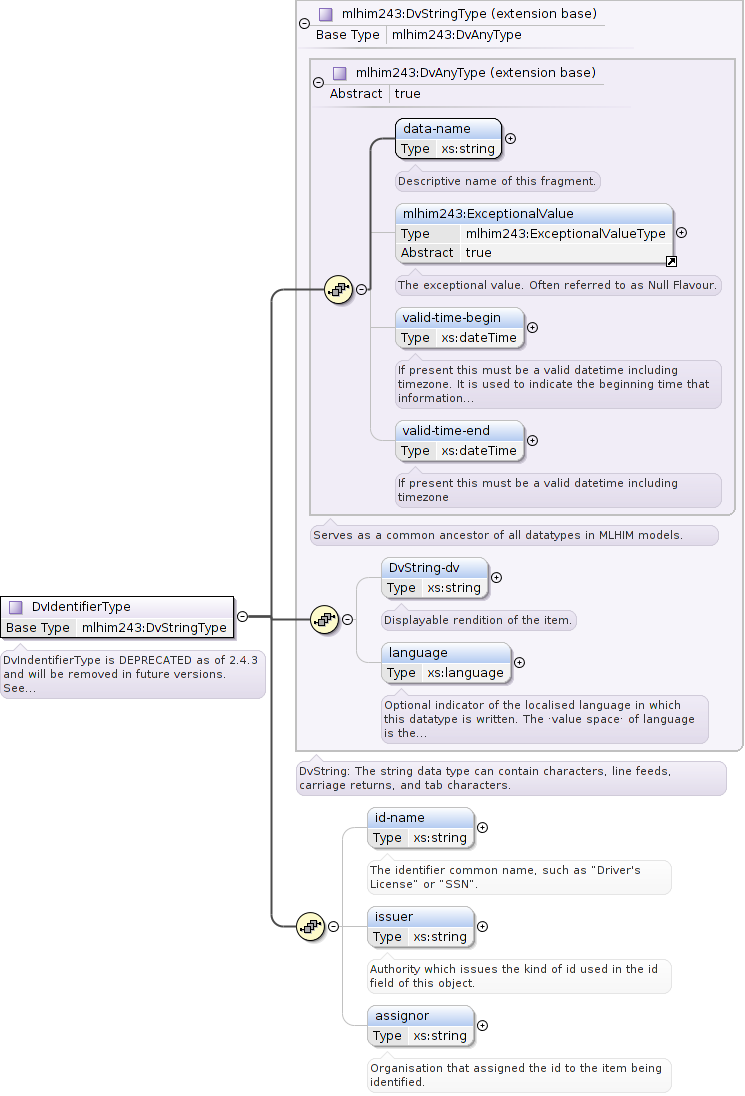 mlhim243:DvStringType (extension base)
Base Type mlhim243:DvAnyType
mlhim243:DvAnyType (extension base)
Abstract true
data-name
Type xs:string
Descriptive name of this fragment.
mlhim243:ExceptionalValue
Type mlhim243:ExceptionalValueType
Abstract true
The exceptional value. Often referred to as Null Flavour.
valid-time-begin
Type xs:dateTime
If present this must be a valid datetime including
timezone. It is used to indicate the beginning time that
information...
valid-time-end
Type xs:dateTime
If present this must be a valid datetime including
timezone
Serves as a common ancestor of all datatypes in MLHIM models.
DvString-dv
Type xs:string
Displayable rendition of the item.
language
Type xs:language
Optional indicator of the localised language in which
this datatype is written. The ·value space· of language
is the...
DvString: The string data type can contain characters, line feeds,
carriage returns, and tab characters.
DvIdentifierType
Base Type mlhim243:DvStringType
DvIndentifierType is DEPRECATED as of 2.4.3
and will be removed in future versions.
See...
id-name
Type xs:string
The identifier common name, such as "Driver's
License" or "SSN".
issuer
Type xs:string
Authority which issues the kind of id used in the id
field of this object.
assignor
Type xs:string
Organisation that assigned the id to the item being
identified.